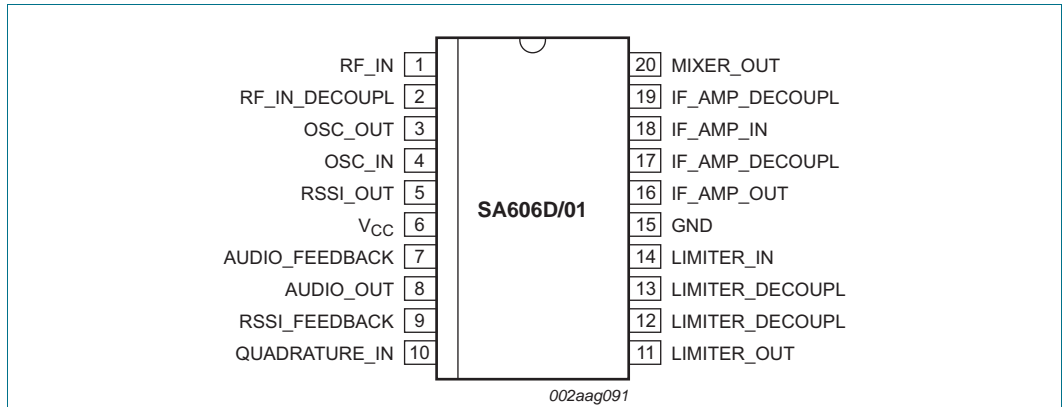 RF_IN 1
RF_IN_DECOUPL 2
OSC_OUT 3
OSC_IN 4
RSSI_OUT 5
VCC 6
AUDIO_FEEDBACK 7
AUDIO_OUT 8
RSSI_FEEDBACK 9
QUADRATURE_IN 10
SA606D/01
20 MIXER_OUT
19 IF_AMP_DECOUPL
18 IF_AMP_IN
17 IF_AMP_DECOUPL
16 IF_AMP_OUT
15 GND
14 LIMITER_IN
13 LIMITER_DECOUPL
12 LIMITER_DECOUPL
11 LIMITER_OUT
002aag091